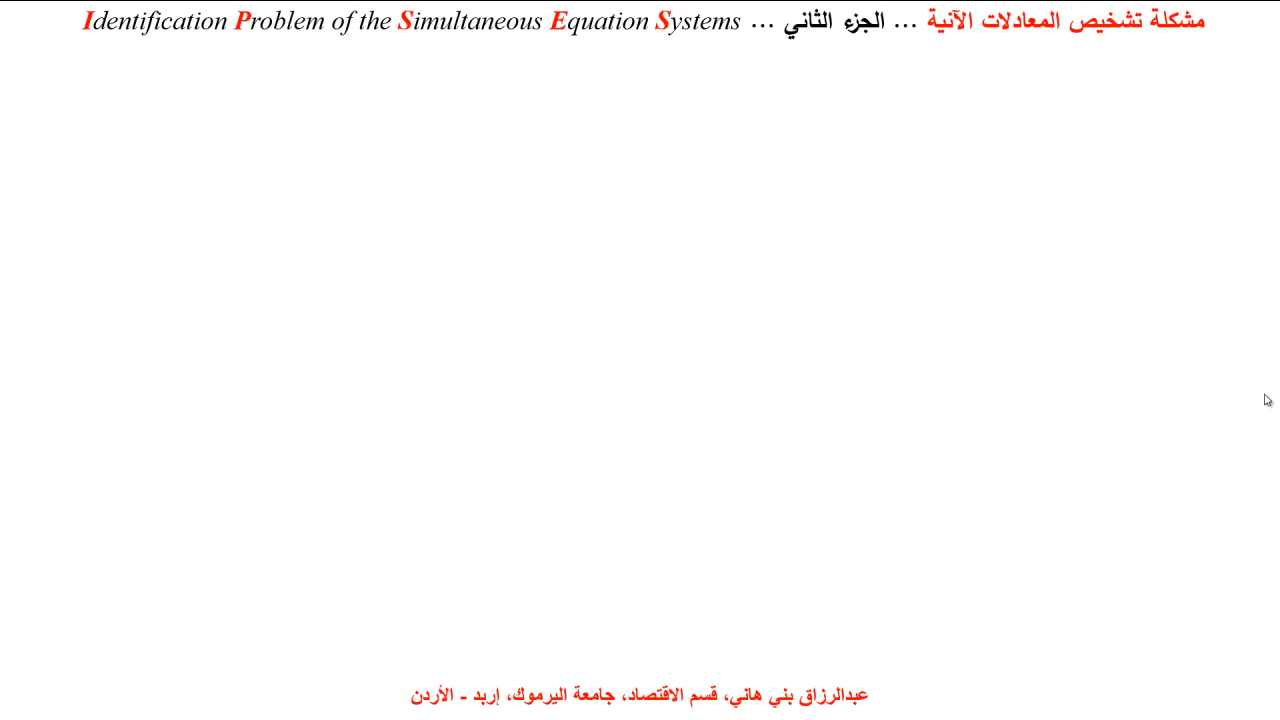 مشكلة تشخيص المعادلات الآنية ... الجزء الثاني ... Identification Problem of the Simultaneous Equation Systems
عبدالرزاق بني هاني، قسم الاقتصاد، جامعة اليرموك، إربد - الأردن